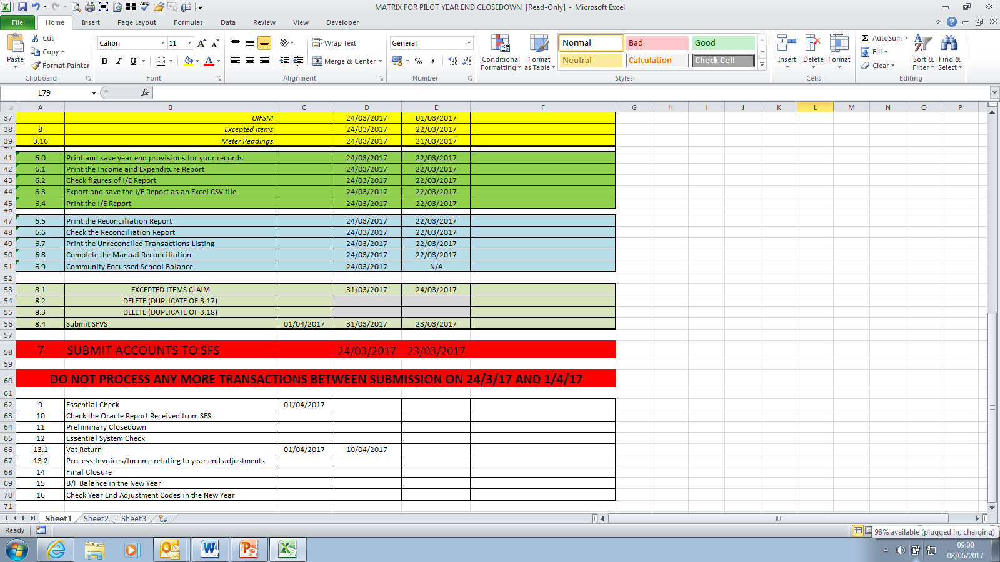 MATRIX FOR PILOT YEAR END CLOSEDOWN [Read-Only] - Microsoft Excel
File Home Insert Page Layout Formulas Data Review View Developer
Paste Cut Copy Format Painter Clipboard
Calibri 11 B I U A A Font
Wrap Text Merge & Center Alignment
General % , Number
Conditional Formatting Format as Table Normal Bad Good Neutral Calculation Check Cell Styles
Insert Delete Format Cells
Σ AutoSum Fill Clear Sort & Filter Find & Select Editing
L79 fx
A B C D E F G H I J K L M N O P
37 UIFSM 24/03/2017 01/03/2017
38 8 Excepted Items 24/03/2017 22/03/2017
39 3.16 Meter Readings 24/03/2017 21/03/2017
40
41 6.0 Print and save year end provisions for your records 24/03/2017 22/03/2017
42 6.1 Print the Income and Expenditure Report 24/03/2017 22/03/2017
43 6.2 Check figures of I/E Report 24/03/2017 22/03/2017
44 6.3 Export and save the I/E Report as an Excel CSV file 24/03/2017 22/03/2017
45 6.4 Print the I/E Report 24/03/2017 22/03/2017
46
47 6.5 Print the Reconciliation Report 24/03/2017 22/03/2017
48 6.6 Check the Reconciliation Report 24/03/2017 22/03/2017
49 6.7 Print the Unreconciled Transactions Listing 24/03/2017 22/03/2017
50 6.8 Complete the Manual Reconciliation 24/03/2017 22/03/2017
51 6.9 Community Focussed School Balance 24/03/2017 N/A
52
53 8.1 EXCEPTED ITEMS CLAIM 31/03/2017 24/03/2017
54 8.2 DELETE (DUPLICATE OF 3.17)
55 8.3 DELETE (DUPLICATE OF 3.18)
56 8.4 Submit SFVS 01/04/2017 31/03/2017 23/03/2017
57
58 7 SUBMIT ACCOUNTS TO SFS 24/03/2017 23/03/2017
59
60 DO NOT PROCESS ANY MORE TRANSACTIONS BETWEEN SUBMISSION ON 24/3/17 AND 1/4/17
61
62 9 Essential Check 01/04/2017
63 10 Check the Oracle Report Received from SFS
64 11 Preliminary Closedown
65 12 Essential System Check
66 13.1 Vat Return 01/04/2017 10/04/2017
67 13.2 Process Invoices/Income relating to year end adjustments
68 14 Final Closure
69 15 B/F Balance in the New Year
70 16 Check Year End Adjustment Codes in the New Year
71
Sheet1 Sheet2 Sheet3
Ready
98% available (plugged in, charging)
09:00
08/06/2017